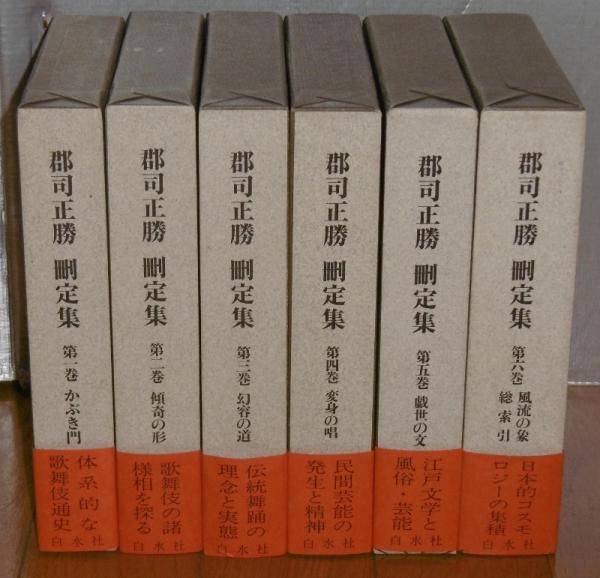 郡司正勝 刪定集
第一巻 かぶき門
体系的な
歌舞伎通史
白水社
郡司正勝 刪定集
第二巻 傾奇の形
歌舞伎の諸
様相を探る
白水社
郡司正勝 刪定集
第三巻 幻容の道
伝統舞踊の
理念と実態
白水社
郡司正勝 刪定集
第四巻 変身の唱
民間芸能の
発生と精神
白水社
郡司正勝 刪定集
第五巻 戯世の文
江戸文学と
風俗・芸能
白水社
郡司正勝 刪定集
第六巻 風流の象
総索引
日本的コスモ
ロジーの集積
白水社